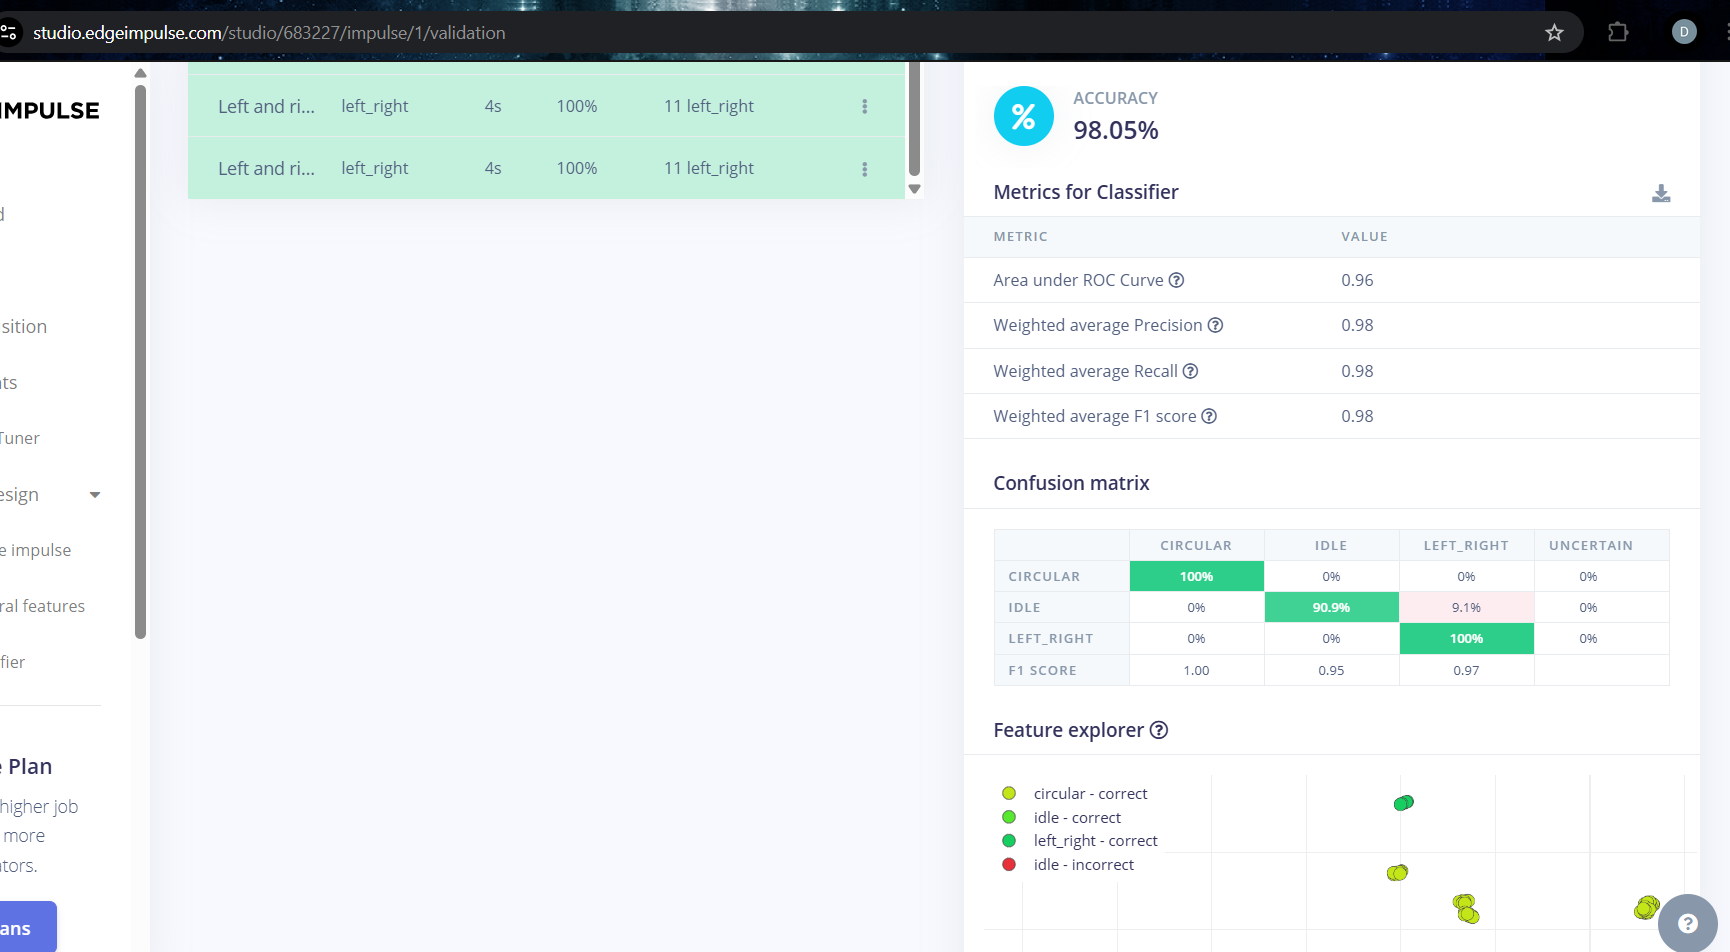 studio.edgeimpulse.com/studio/683227/impulse/1/validation
D
IMPULSE
d
sition
nts
Tuner
esign
e impulse
ral features
fier
e Plan
higher job
more
ators.
ans
Left and ri... left_right 4s 100% 11 left_right
Left and ri... left_right 4s 100% 11 left_right
%
ACCURACY
98.05%
Metrics for Classifier
METRIC VALUE
Area under ROC Curve ? 0.96
Weighted average Precision ? 0.98
Weighted average Recall ? 0.98
Weighted average F1 score ? 0.98
Confusion matrix
CIRCULAR IDLE LEFT_RIGHT UNCERTAIN
CIRCULAR 100% 0% 0% 0%
IDLE 0% 90.9% 9.1% 0%
LEFT_RIGHT 0% 0% 100% 0%
F1 SCORE 1.00 0.95 0.97
Feature explorer ?
circular - correct
idle - correct
left_right - correct
idle - incorrect
?